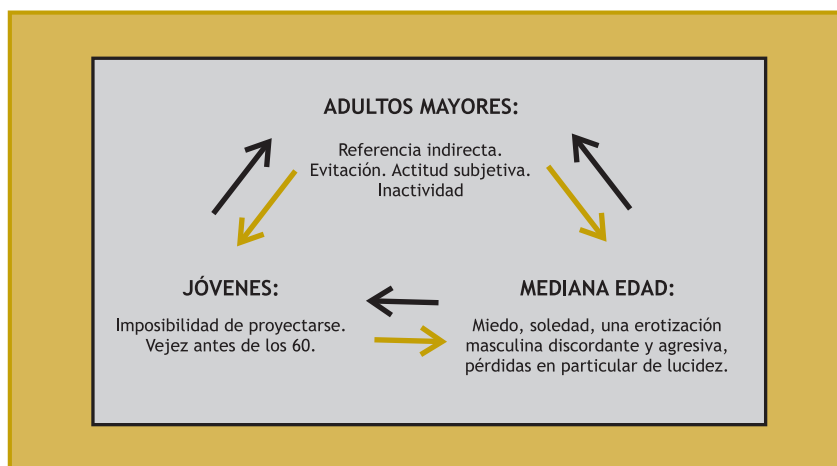 ADULTOS MAYORES:
Referencia indirecta.
Evitación. Actitud subjetiva.
Inactividad
JÓVENES:
Imposibilidad de proyectarse.
Vejez antes de los 60.
MEDIANA EDAD:
Miedo, soledad, una erotización
masculina discordante y agresiva,
pérdidas en particular de lucidez.